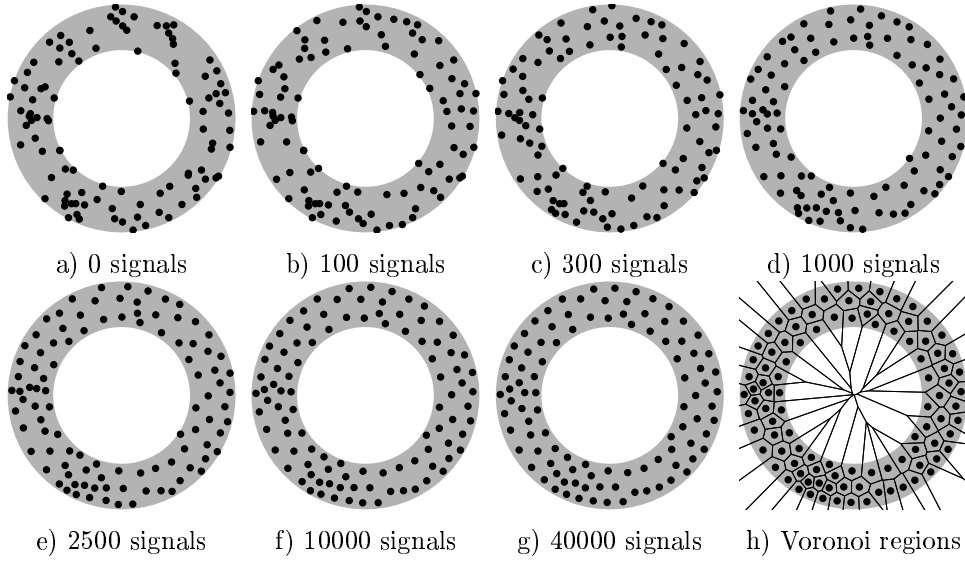 a) 0 signals
b) 100 signals
c) 300 signals
d) 1000 signals
e) 2500 signals
f) 10000 signals
g) 40000 signals
h) Voronoi regions